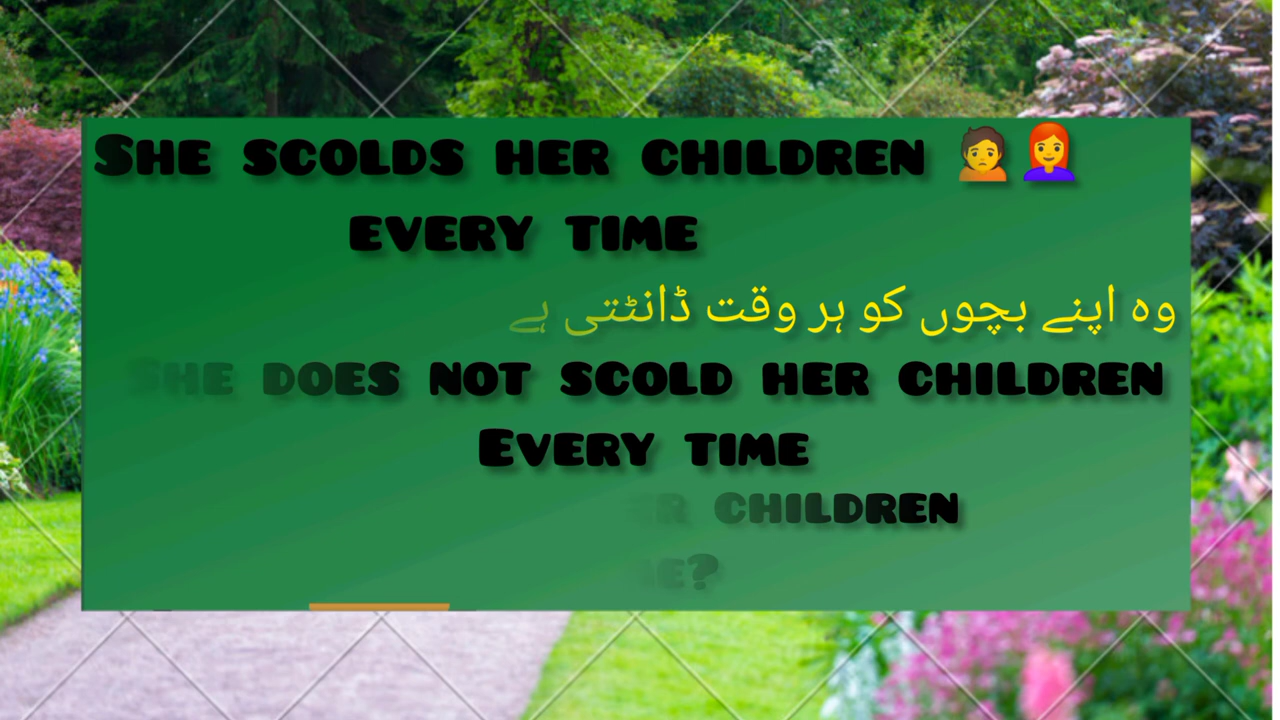 She scolds her children 🙍👩‍🦰
every time
وہ اپنے بچوں کو ہر وقت ڈانٹتی ہے
She does not scold her children
Every time
children